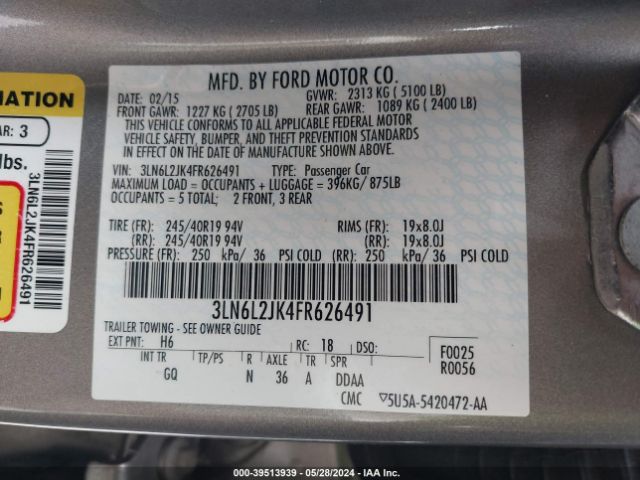 MFD. BY FORD MOTOR CO.
DATE: 02/15 GVWR: 2313 KG ( 5100 LB)
FRONT GAWR: 1227 KG ( 2705 LB) REAR GAWR: 1089 KG ( 2400 LB)
THIS VEHICLE CONFORMS TO ALL APPLICABLE FEDERAL MOTOR
VEHICLE SAFETY, BUMPER, AND THEFT PREVENTION STANDARDS
IN EFFECT ON THE DATE OF MANUFACTURE SHOWN ABOVE.
VIN: 3LN6L2JK4FR626491 TYPE: Passenger Car
MAXIMUM LOAD = OCCUPANTS + LUGGAGE = 396KG/ 875LB
OCCUPANTS = 5 TOTAL; 2 FRONT, 3 REAR
TIRE (FR): 245/40R19 94V RIMS (FR): 19x8.0J
(RR): 245/40R19 94V (RR): 19x8.0J
PRESSURE (FR): 250 kPa/ 36 PSI COLD (RR): 250 kPa/ 36 PSI COLD
3LN6L2JK4FR626491
TRAILER TOWING - SEE OWNER GUIDE
EXT PNT: H6 RC: 18 DSO:
INT TR TP/PS R AXLE TR SPR
GQ N 36 A DDAA
F0025
R0056
CMC 5U5A-5420472-AA
MATION
AR: 3
lbs.
3LN6L2JK4FR626491
000-39513939 - 05/28/2024 - IAA Inc.